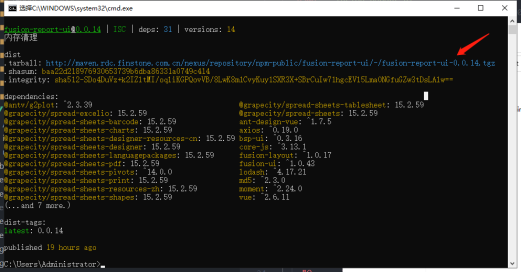 选择C:\WINDOWS\system32\cmd.exe
fusion-report-ui@0.0.14 | ISC | deps: 31 | versions: 14
内存清理
dist
.tarball: http://maven.rdc.finstone.com.cn/nexus/repository/npm-public/fusion-report-ui/-/fusion-report-ui-0.0.14.tgz
.shasum: baa22d218976930653739b6dba86331a0749c414
.integrity:
dependencies:
@antv/g2plot: ^2.3.39 @grapecity/spread-sheets-tablesheet: 15.2.59
@grapecity/spread-excelio: 15.2.59 @grapecity/spread-sheets: 15.2.59
@grapecity/spread-sheets-barcode: 15.2.59 ant-design-vue: ^1.7.5
@grapecity/spread-sheets-charts: 15.2.59 axios: ^0.19.0
@grapecity/spread-sheets-designer-resources-cn: 15.2.59 bsp-ui: ^0.3.16
@grapecity/spread-sheets-designer: 15.2.59 core-js: ^3.13.1
@grapecity/spread-sheets-languagepackages: 15.2.59 fusion-layout: ^1.0.17
@grapecity/spread-sheets-pdf: 15.2.59 fusion-ui: ^1.0.43
@grapecity/spread-sheets-pivots: ^14.0.0 lodash: ^4.17.21
@grapecity/spread-sheets-print: 15.2.59 md5: ^2.3.0
@grapecity/spread-sheets-resources-zh: 15.2.59 moment: ^2.24.0
@grapecity/spread-sheets-shapes: 15.2.59 vue: ^2.6.11
(...and 7 more.)
dist-tags:
latest: 0.0.14
published 19 hours ago
C:\Users\Administrator>